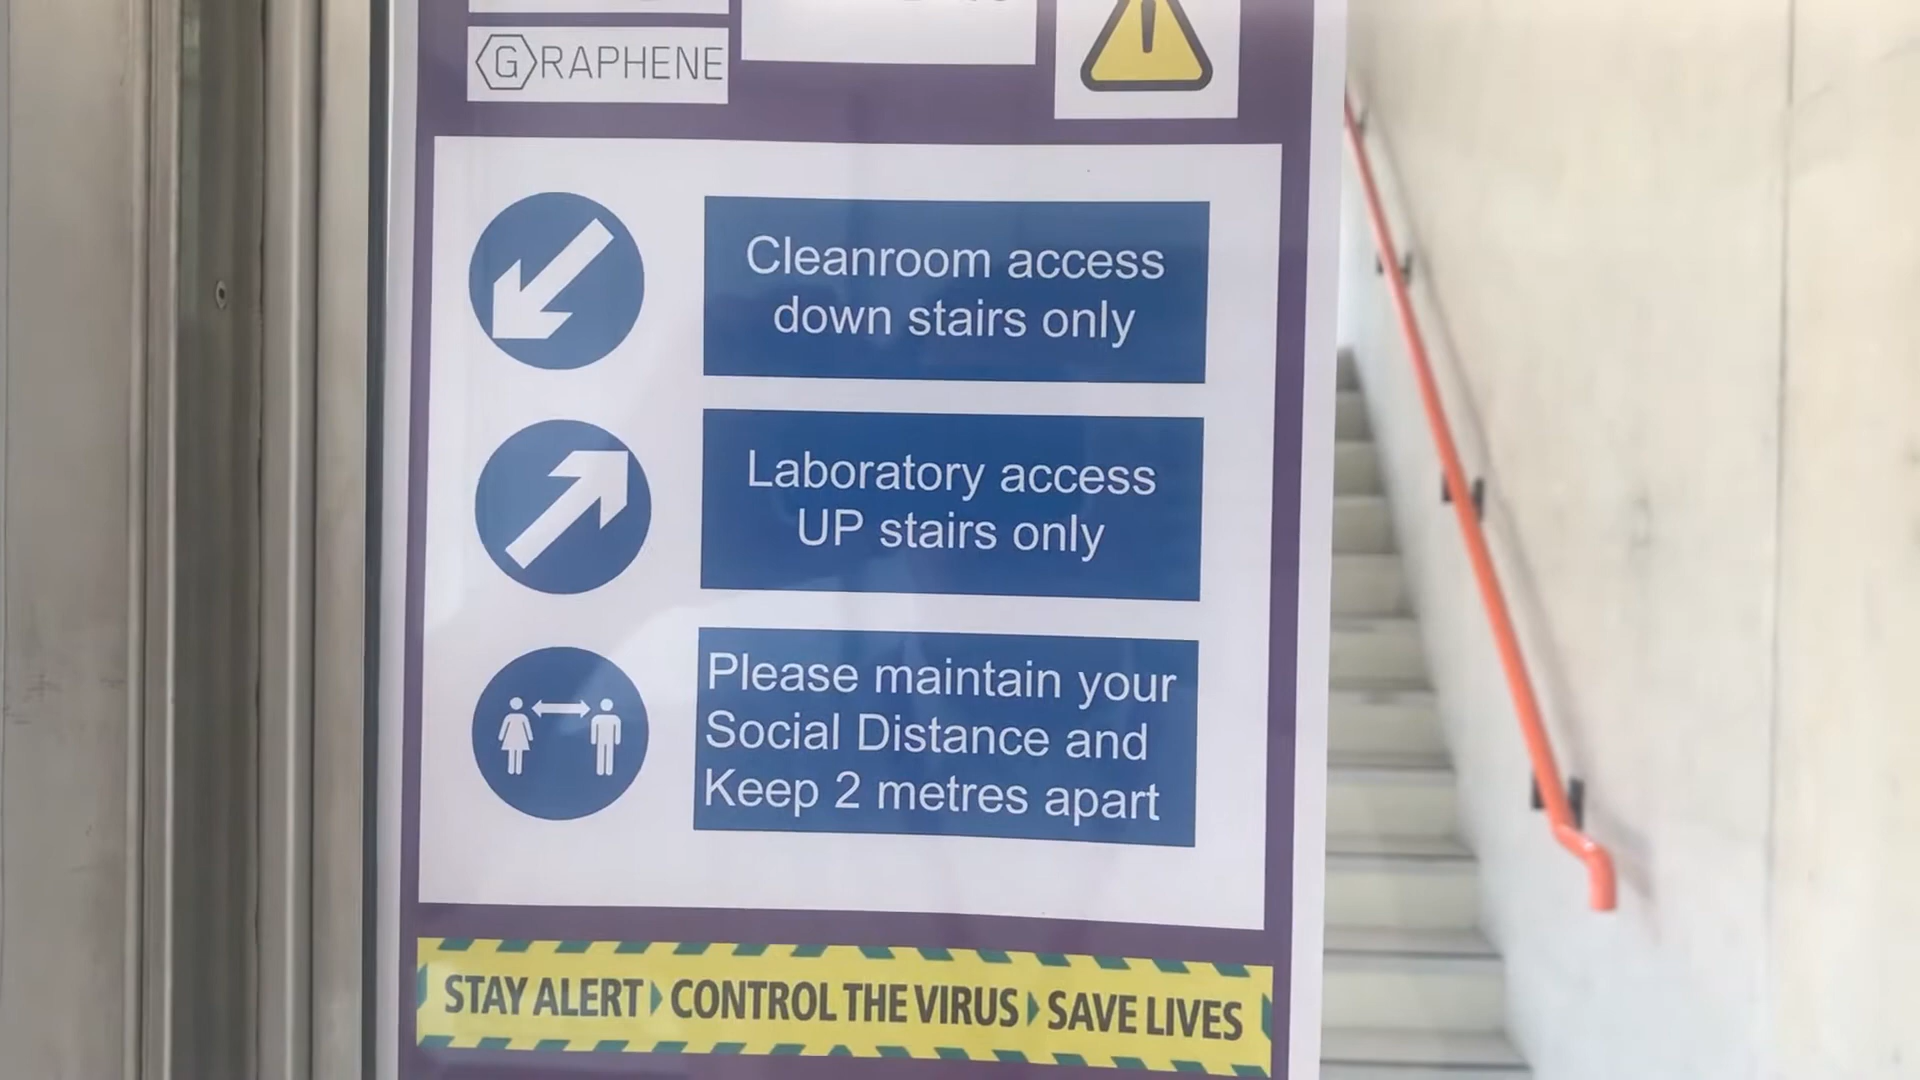 GRAPHENE
Cleanroom access
down stairs only
Laboratory access
UP stairs only
Please maintain your
Social Distance and
Keep 2 metres apart
STAY ALERT CONTROL THE VIRUS SAVE LIVES